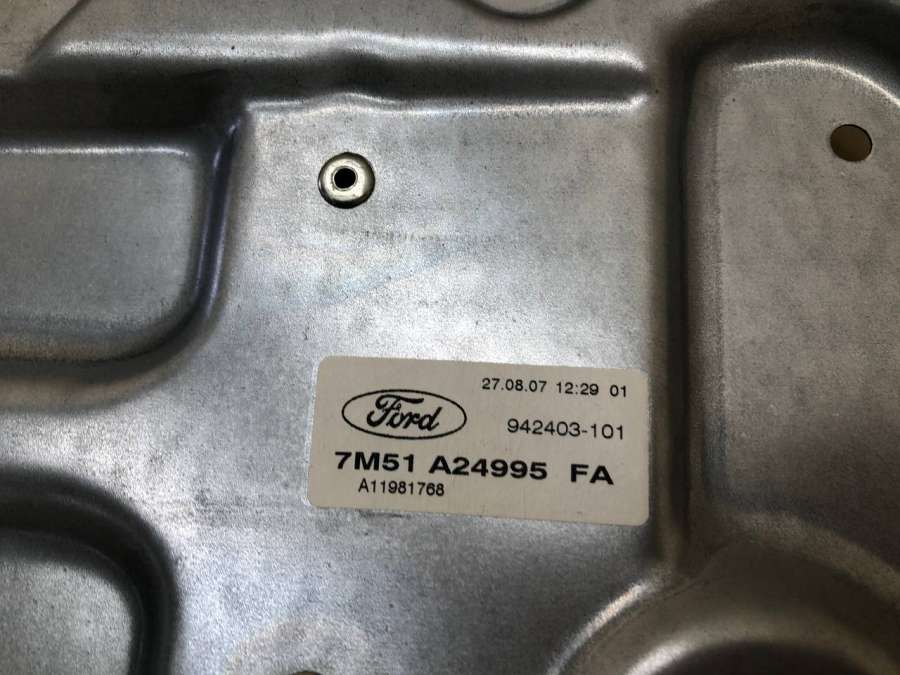 27.08.07 12:29 01
Ford
942403-101
7M51 A24995 FA
A11981768